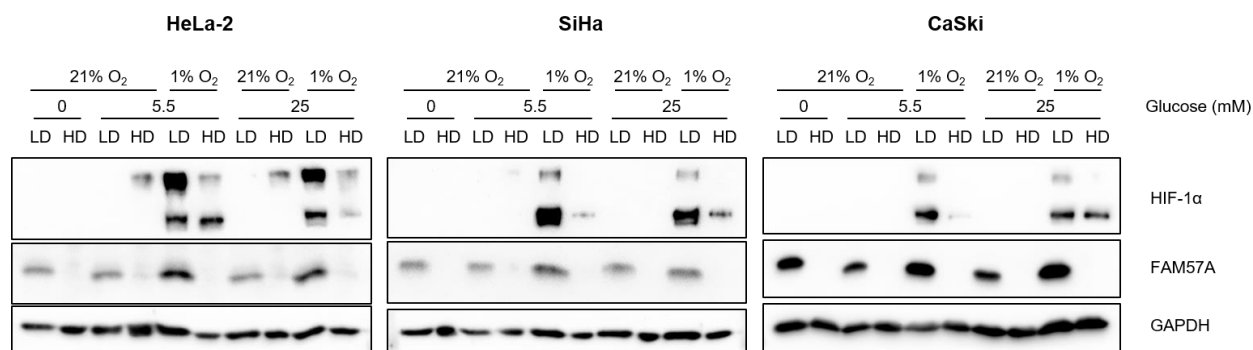 HeLa-2 SiHa CaSki
21% O₂ 1% O₂ 21% O₂ 1% O₂ 21% O₂ 1% O₂ 21% O₂ 1% O₂ 21% O₂ 1% O₂ 21% O₂ 1% O₂
0 5.5 25 0 5.5 25 0 5.5 25 Glucose (mM)
LD HD LD HD LD HD LD HD LD HD LD HD LD HD LD HD LD HD LD HD LD HD LD HD LD HD LD HD LD HD
HIF-1α
FAM57A
GAPDH